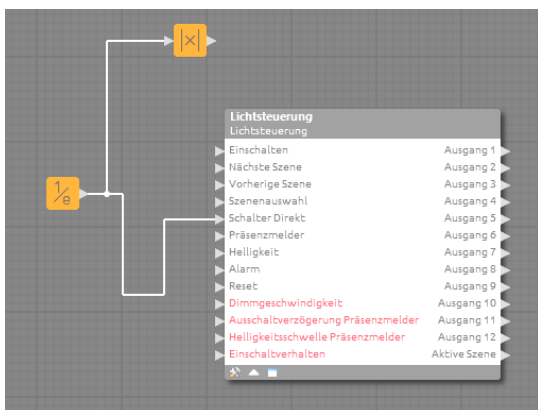 |×|
Lichtsteuerung
Lichtsteuerung
Einschalten Ausgang 1
Nächste Szene Ausgang 2
1/e Vorherige Szene Ausgang 3
Szenenauswahl Ausgang 4
Schalter Direkt Ausgang 5
Präsenzmelder Ausgang 6
Helligkeit Ausgang 7
Alarm Ausgang 8
Reset Ausgang 9
Dimmgeschwindigkeit Ausgang 10
Ausschaltverzögerung Präsenzmelder Ausgang 11
Helligkeitsschwelle Präsenzmelder Ausgang 12
Einschaltverhalten Aktive Szene